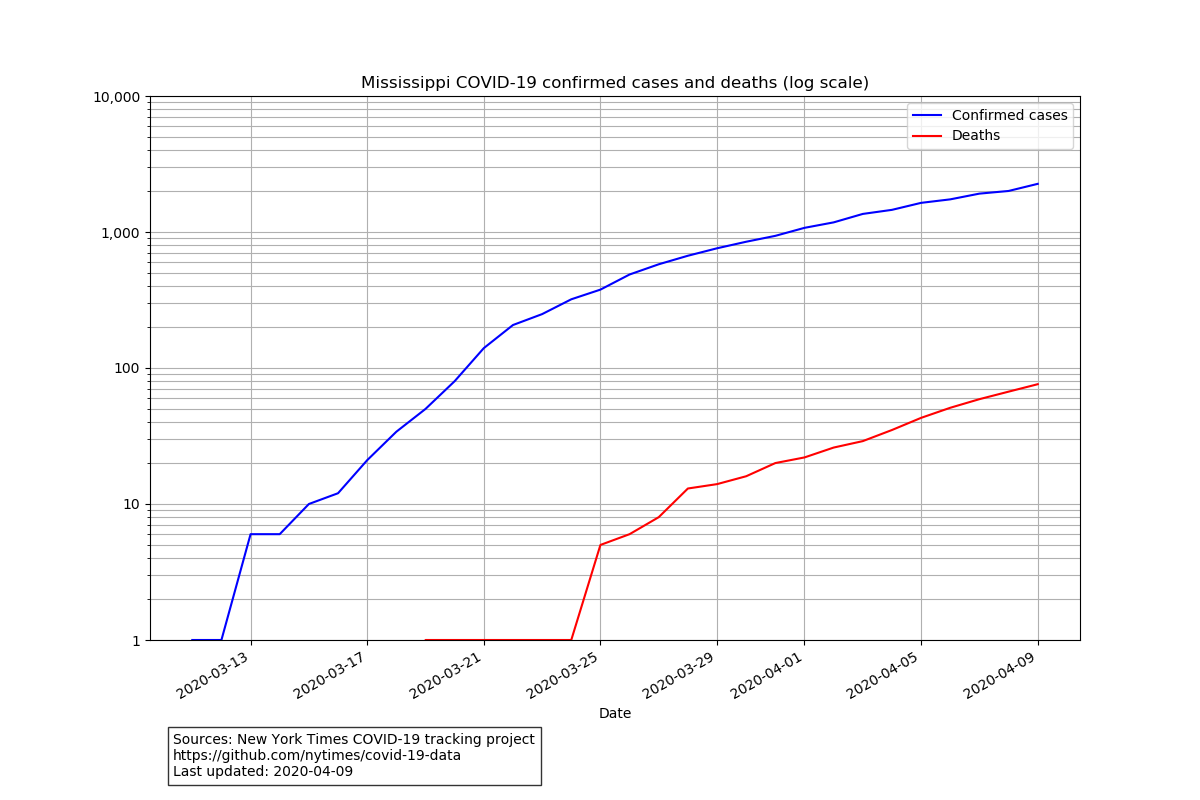 Mississippi COVID-19 confirmed cases and deaths (log scale)
10,000
1,000
100
10
1
Confirmed cases
Deaths
2020-03-13
2020-03-17
2020-03-21
2020-03-25
2020-03-29
2020-04-01
2020-04-05
2020-04-09
Date
Sources: New York Times COVID-19 tracking project
https://github.com/nytimes/covid-19-data
Last updated: 2020-04-09